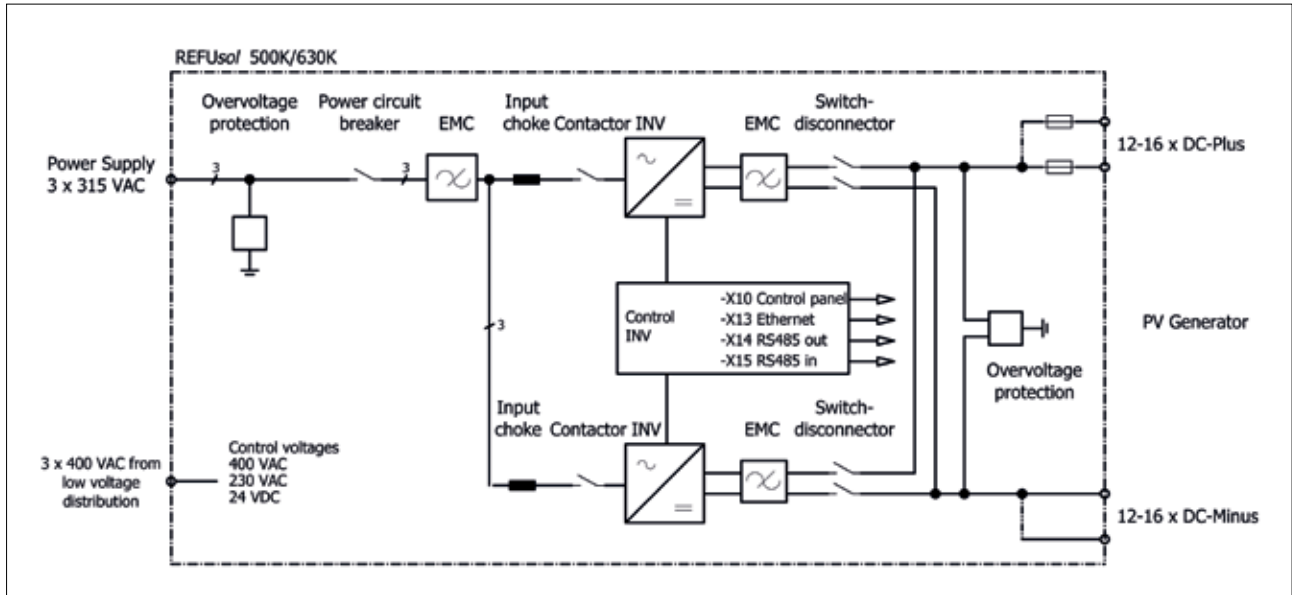 REFUsol 500K/630K
Overvoltage
protection
Power circuit
breaker
EMC
Input
choke
Contactor
INV
EMC
Switch-
disconnector
Power Supply
3 x 315 VAC
3
3
12-16 x DC-Plus
3
Control
INV
-X10 Control panel
-X13 Ethernet
-X14 RS485 out
-X15 RS485 in
PV Generator
Overvoltage
protection
Input
choke
Contactor
INV
EMC
Switch-
disconnector
3 x 400 VAC from
low voltage
distribution
Control voltages
400 VAC
230 VAC
24 VDC
12-16 x DC-Minus